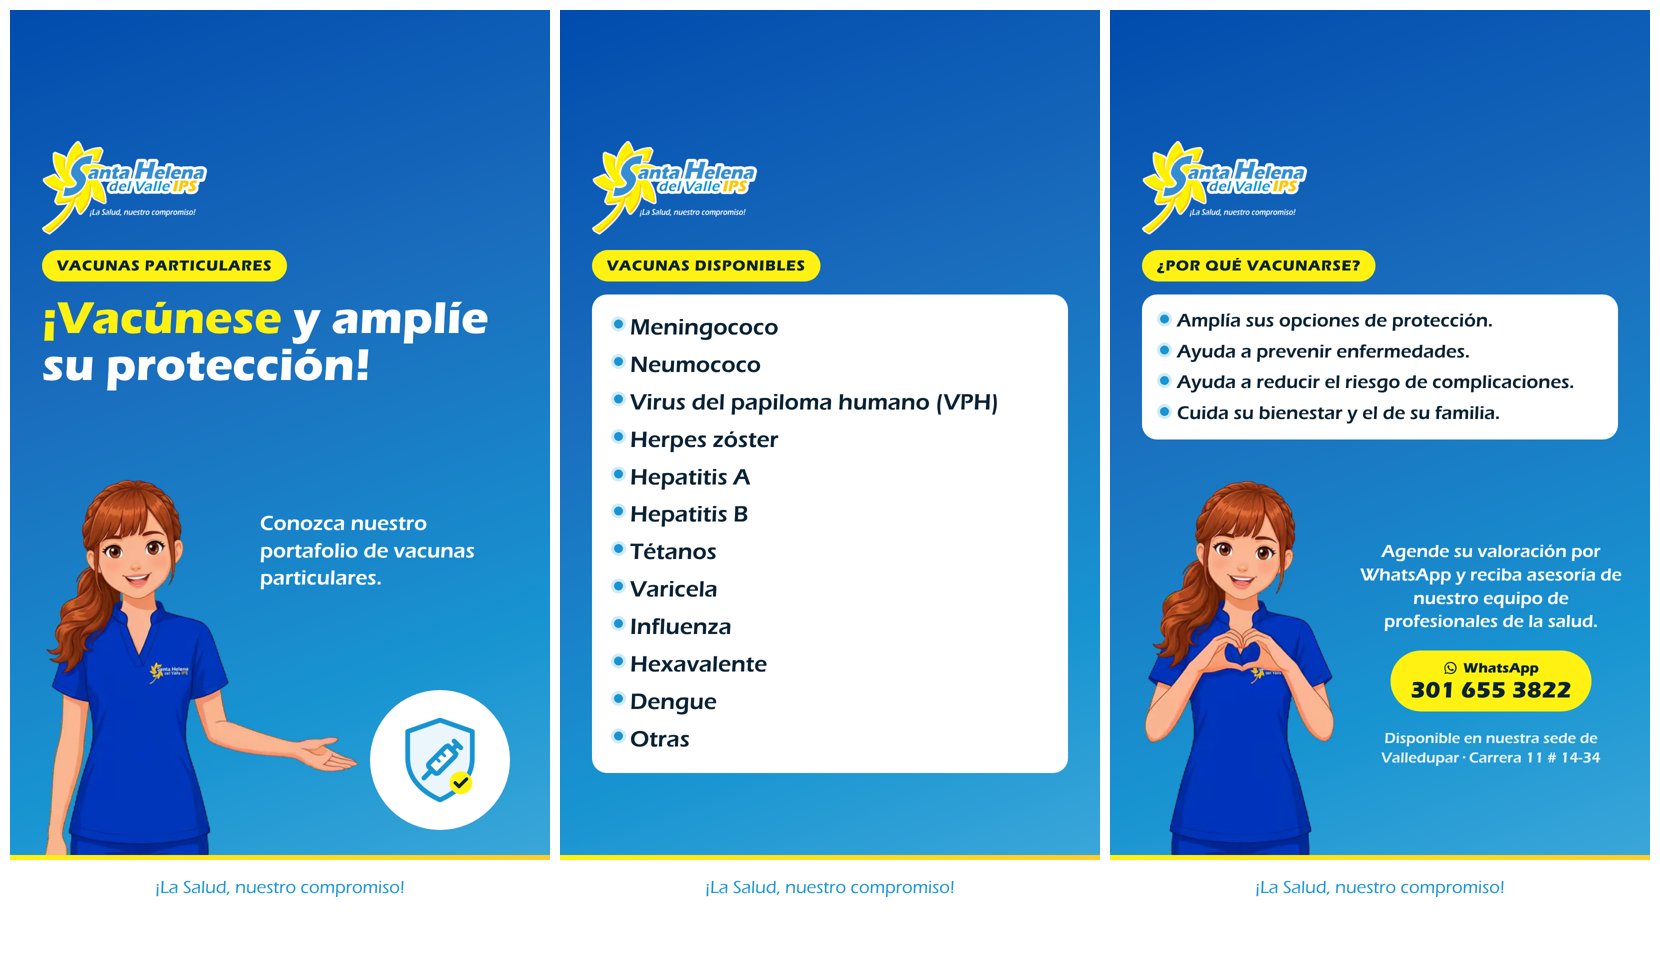 Santa Helena
del Valle IPS
¡La Salud, nuestro compromiso!
VACUNAS PARTICULARES
¡Vacúnese y amplíe
su protección!
Conozca nuestro
portafolio de vacunas
particulares.
Santa Helena
del Valle IPS
¡La Salud, nuestro compromiso!
Santa Helena
del Valle IPS
¡La Salud, nuestro compromiso!
VACUNAS DISPONIBLES
Meningococo
Neumococo
Virus del papiloma humano (VPH)
Herpes zóster
Hepatitis A
Hepatitis B
Tétanos
Varicela
Influenza
Hexavalente
Dengue
Otras
¡La Salud, nuestro compromiso!
Santa Helena
del Valle IPS
¡La Salud, nuestro compromiso!
¿POR QUÉ VACUNARSE?
Amplía sus opciones de protección.
Ayuda a prevenir enfermedades.
Ayuda a reducir el riesgo de complicaciones.
Cuida su bienestar y el de su familia.
Agende su valoración por
WhatsApp y reciba asesoría de
nuestro equipo de
profesionales de la salud.
WhatsApp
301 655 3822
Disponible en nuestra sede de
Valledupar · Carrera 11 # 14-34
¡La Salud, nuestro compromiso!